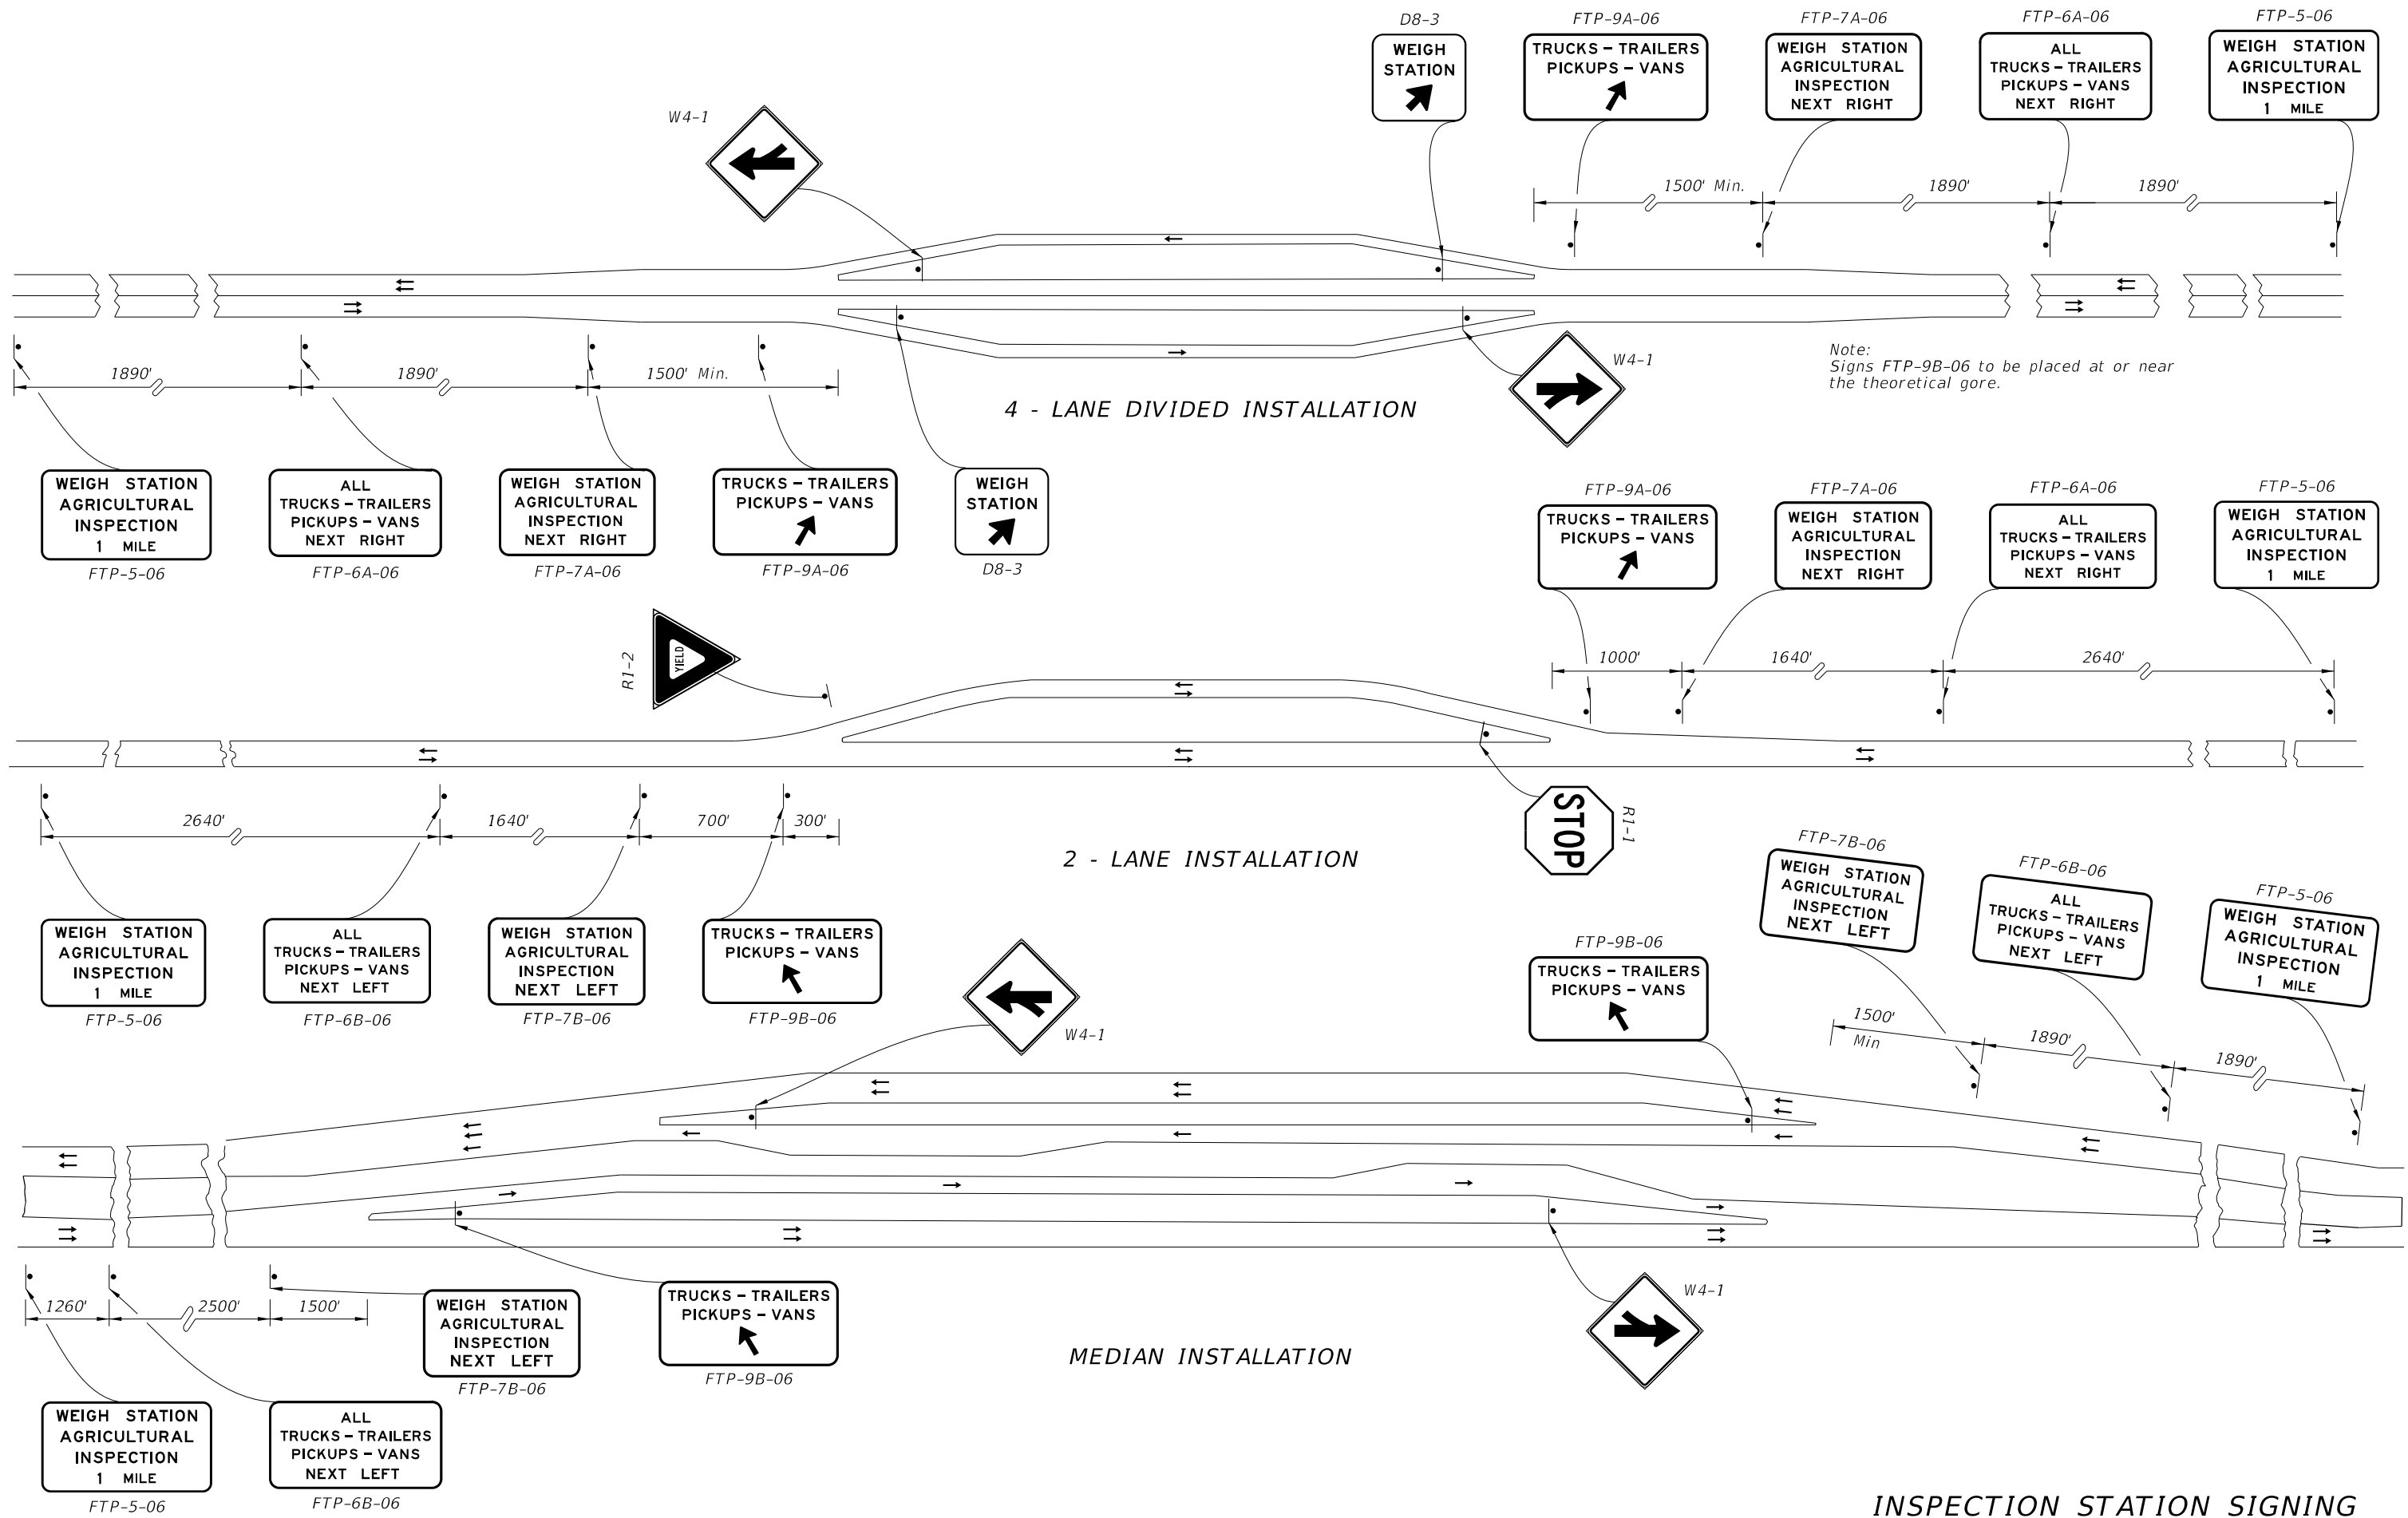 D8-3
WEIGH
STATION
FTP-9A-06
TRUCKS - TRAILERS
PICKUPS - VANS
FTP-7A-06
WEIGH STATION
AGRICULTURAL
INSPECTION
NEXT RIGHT
FTP-6A-06
ALL
TRUCKS - TRAILERS
PICKUPS - VANS
NEXT RIGHT
FTP-5-06
WEIGH STATION
AGRICULTURAL
INSPECTION
1 MILE
W4-1
1500' Min.
1890'
1890'
1890'
1890'
1500' Min.
W4-1
Note:
Signs FTP-9B-06 to be placed at or near
the theoretical gore.
4 - LANE DIVIDED INSTALLATION
WEIGH STATION
AGRICULTURAL
INSPECTION
1 MILE
FTP-5-06
ALL
TRUCKS - TRAILERS
PICKUPS - VANS
NEXT RIGHT
FTP-6A-06
WEIGH STATION
AGRICULTURAL
INSPECTION
NEXT RIGHT
FTP-7A-06
TRUCKS - TRAILERS
PICKUPS - VANS
FTP-9A-06
WEIGH
STATION
D8-3
FTP-9A-06
TRUCKS - TRAILERS
PICKUPS - VANS
FTP-7A-06
WEIGH STATION
AGRICULTURAL
INSPECTION
NEXT RIGHT
FTP-6A-06
ALL
TRUCKS - TRAILERS
PICKUPS - VANS
NEXT RIGHT
FTP-5-06
WEIGH STATION
AGRICULTURAL
INSPECTION
1 MILE
R1-2
YIELD
1000'
1640'
2640'
2640'
1640'
700'
300'
STOP
R1-1
2 - LANE INSTALLATION
WEIGH STATION
AGRICULTURAL
INSPECTION
1 MILE
FTP-5-06
ALL
TRUCKS - TRAILERS
PICKUPS - VANS
NEXT LEFT
FTP-6B-06
WEIGH STATION
AGRICULTURAL
INSPECTION
NEXT LEFT
FTP-7B-06
TRUCKS - TRAILERS
PICKUPS - VANS
FTP-9B-06
W4-1
FTP-9B-06
TRUCKS - TRAILERS
PICKUPS - VANS
FTP-7B-06
WEIGH STATION
AGRICULTURAL
INSPECTION
NEXT LEFT
FTP-6B-06
ALL
TRUCKS - TRAILERS
PICKUPS - VANS
NEXT LEFT
FTP-5-06
WEIGH STATION
AGRICULTURAL
INSPECTION
1 MILE
1500'
Min
1890'
1890'
1260'
2500'
1500'
WEIGH STATION
AGRICULTURAL
INSPECTION
NEXT LEFT
FTP-7B-06
TRUCKS - TRAILERS
PICKUPS - VANS
FTP-9B-06
W4-1
MEDIAN INSTALLATION
WEIGH STATION
AGRICULTURAL
INSPECTION
1 MILE
FTP-5-06
ALL
TRUCKS - TRAILERS
PICKUPS - VANS
NEXT LEFT
FTP-6B-06
INSPECTION STATION SIGNING